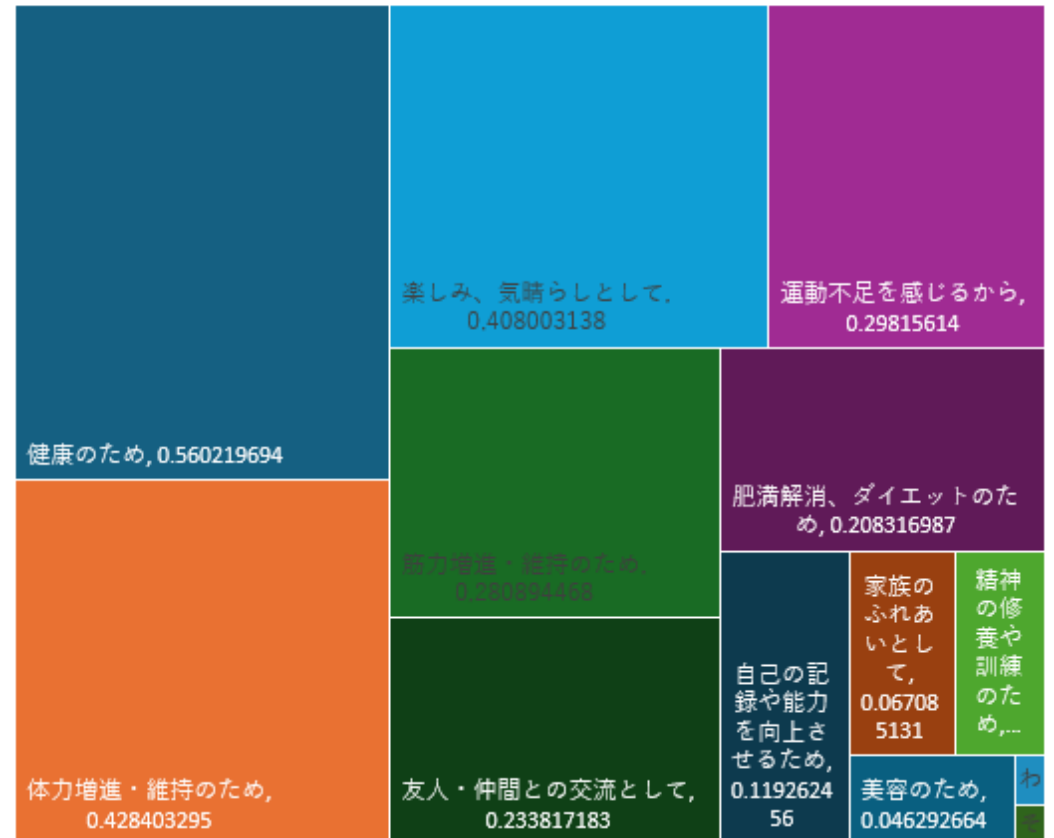 健康のため, 0.560219694
体力増進・維持のため,
0.428403295
楽しみ、気晴らしとして,
0.408003138
運動不足を感じるから,
0.29815614
筋力増進・維持のため,
0.280894468
友人・仲間との交流として,
0.233817183
肥満解消、ダイエットのた
め, 0.208316987
自己の記
録や能力
を向上さ
せるため,
0.1192624
56
家族の
ふれあ
いとし
て,
0.06708
5131
精神
の修
養や
訓練
のた
め,...
美容のため,
0.046292664
わ
そ